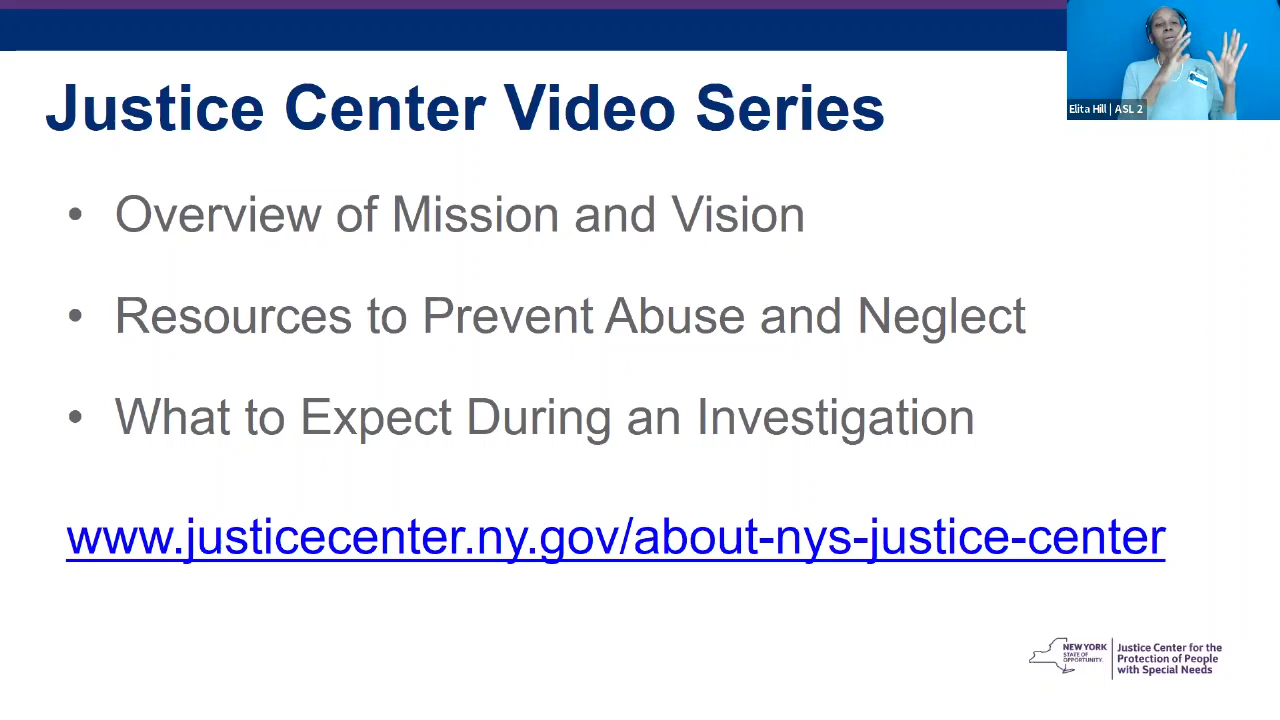 Justice Center Video Series
Elita Hill | ASL 2
• Overview of Mission and Vision
• Resources to Prevent Abuse and Neglect
• What to Expect During an Investigation
www.justicecenter.ny.gov/about-nys-justice-center
NEW YORK
STATE OF
OPPORTUNITY.
Justice Center for the
Protection of People
with Special Needs